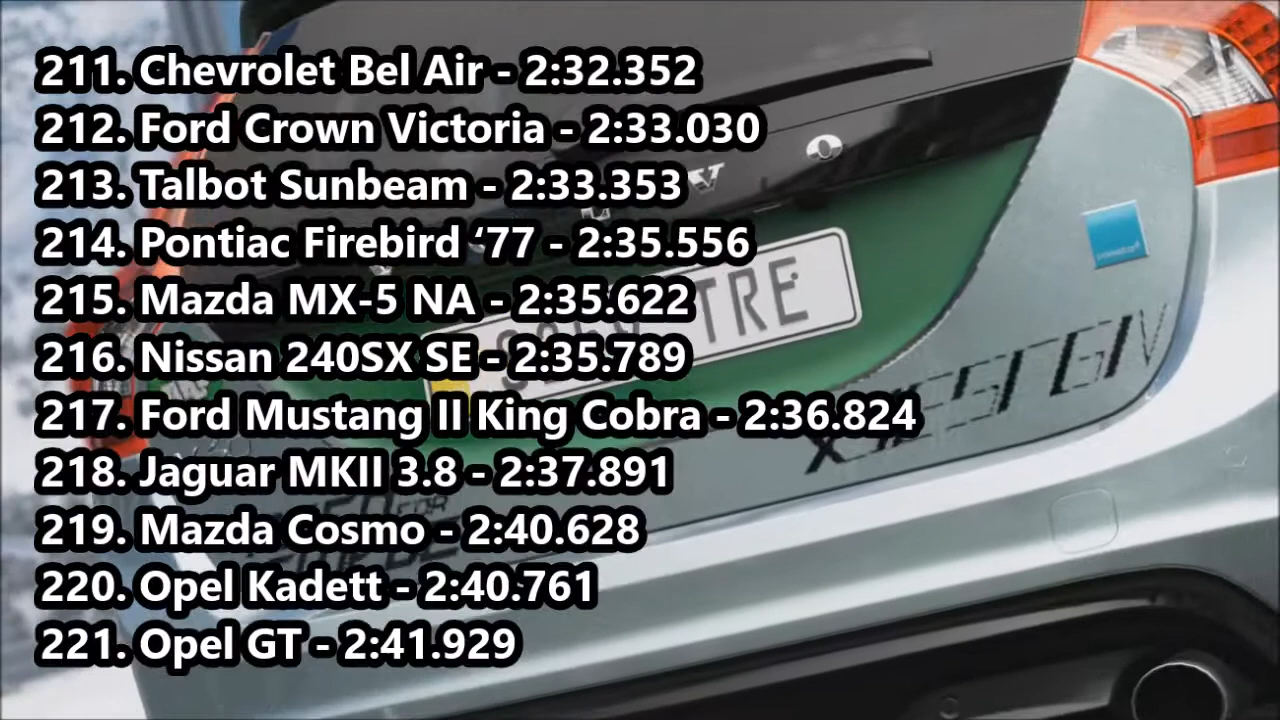 211. Chevrolet Bel Air - 2:32.352
212. Ford Crown Victoria - 2:33.030
213. Talbot Sunbeam - 2:33.353
214. Pontiac Firebird ‘77 - 2:35.556
215. Mazda MX-5 NA - 2:35.622
216. Nissan 240SX SE - 2:35.789
217. Ford Mustang II King Cobra - 2:36.824
218. Jaguar MKII 3.8 - 2:37.891
219. Mazda Cosmo - 2:40.628
220. Opel Kadett - 2:40.761
221. Opel GT - 2:41.929
TRE